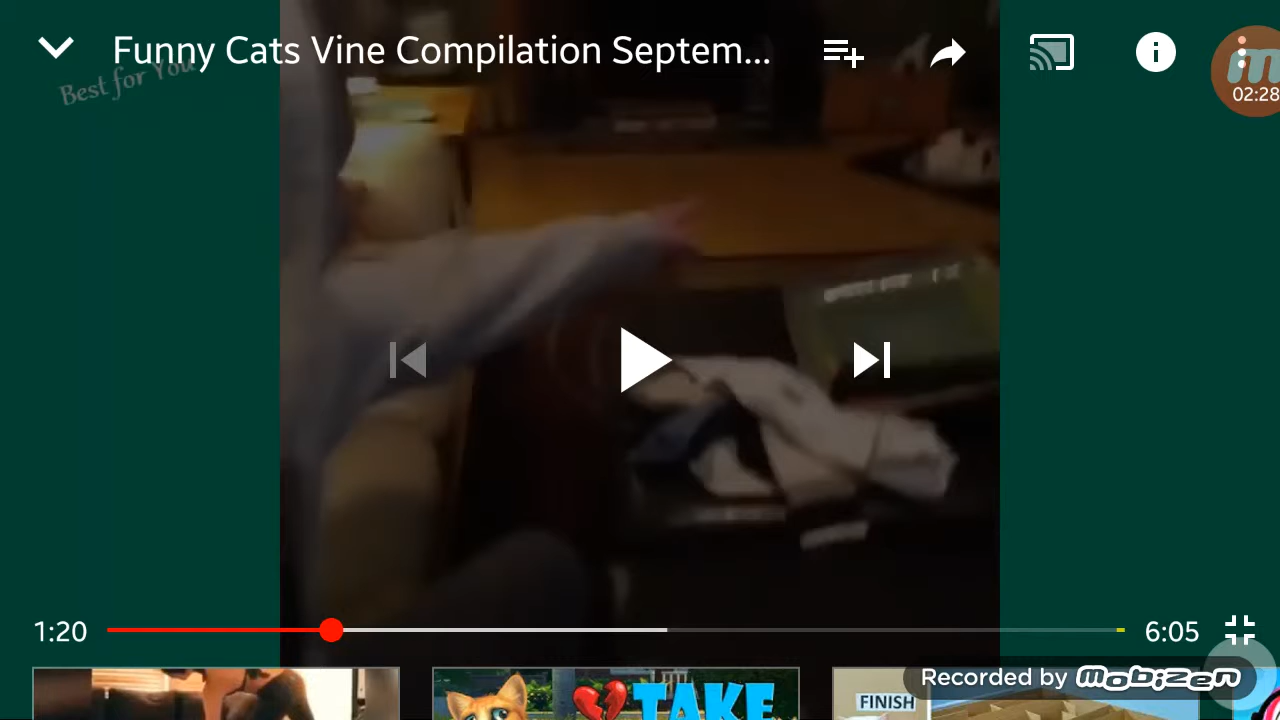 Funny Cats Vine Compilation Septem...
Best for You
m
02:28
1:20
6:05
TAKE
FINISH
Recorded by mobizen